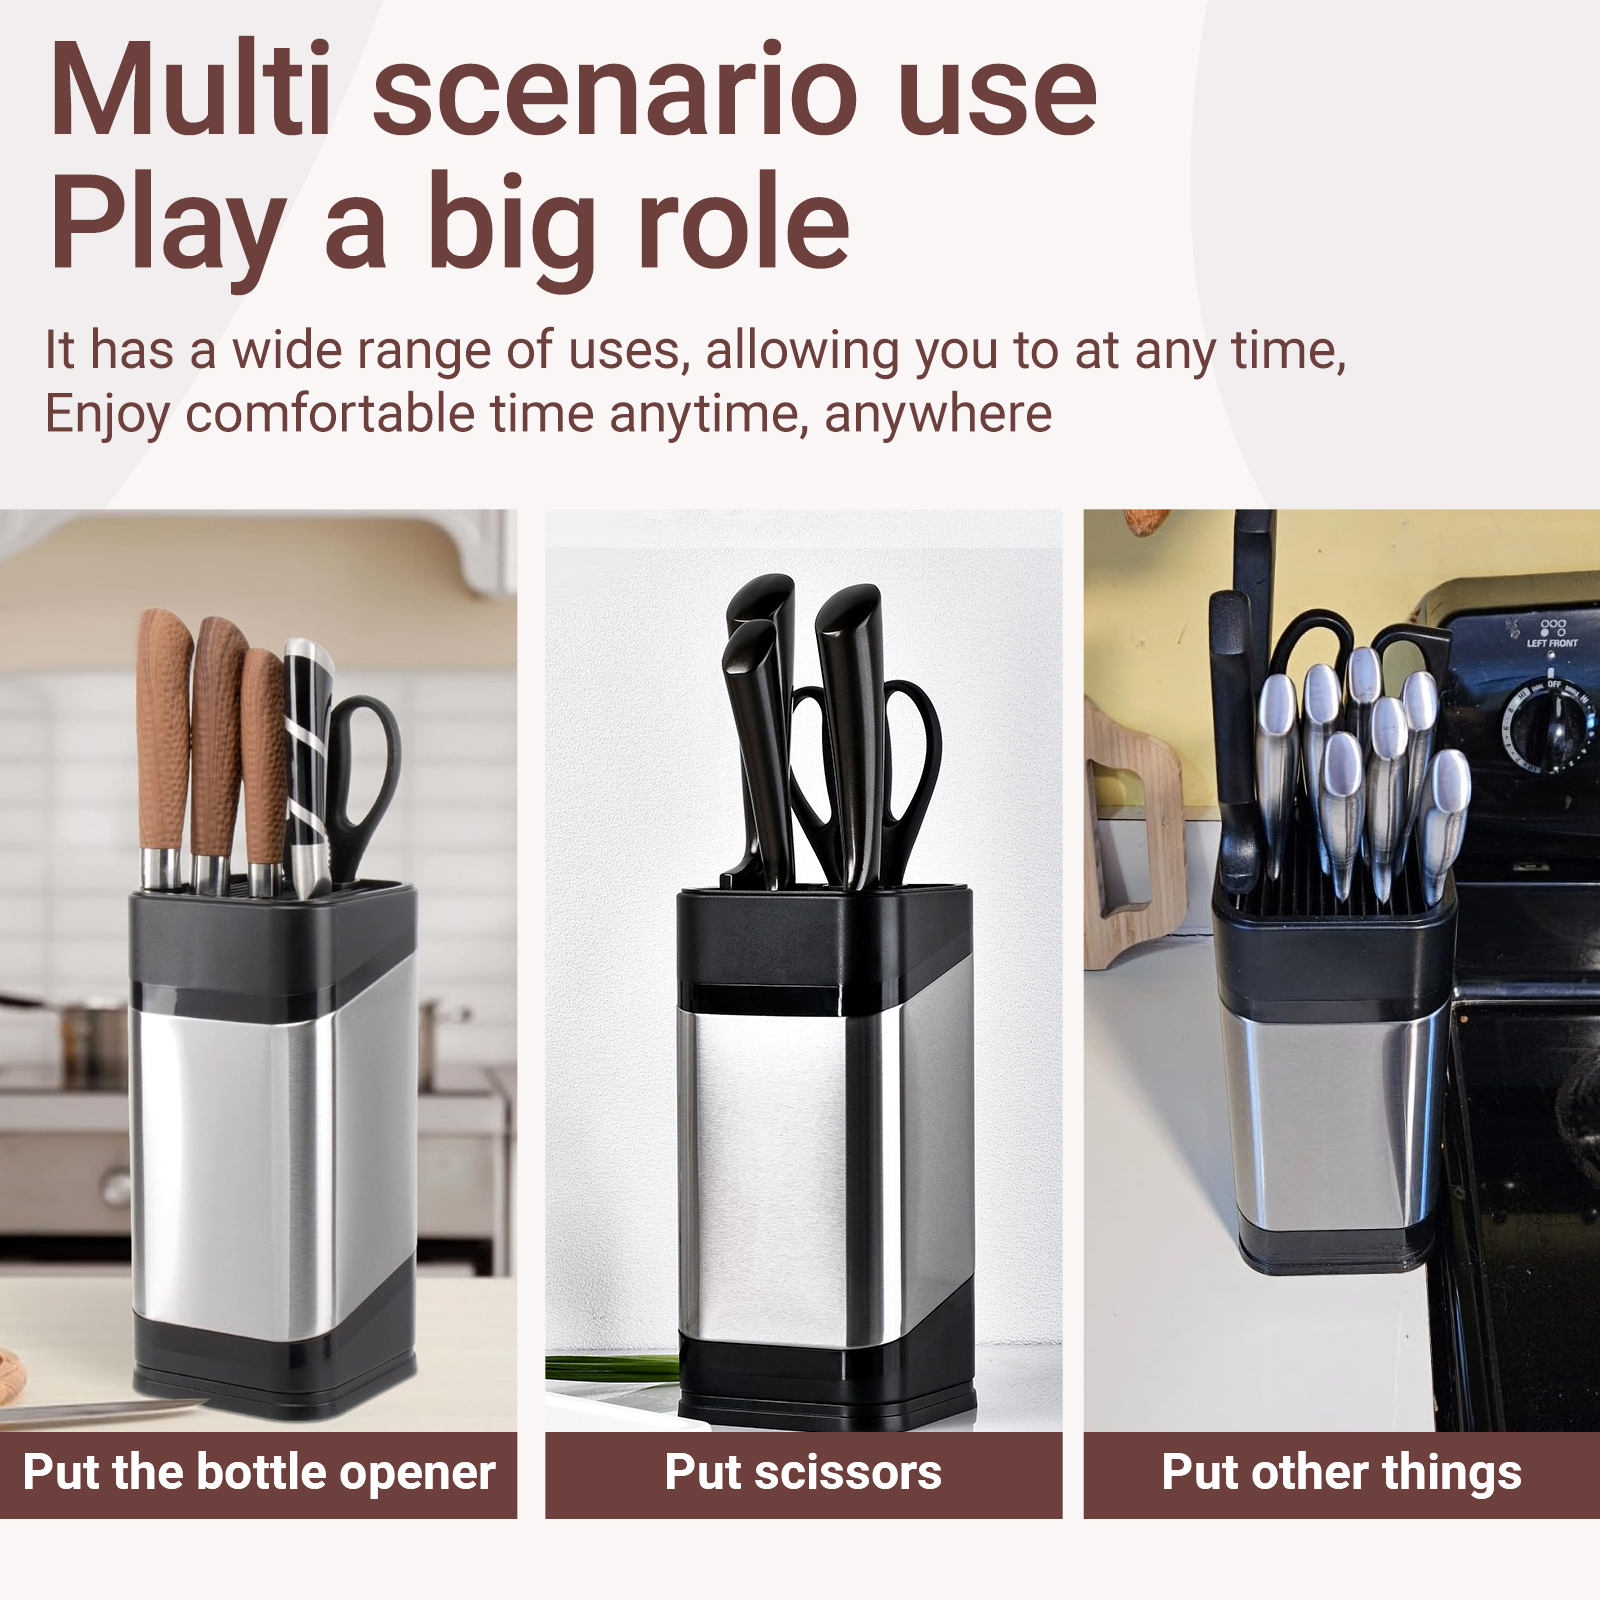 Multi scenario use
Play a big role
It has a wide range of uses, allowing you to at any time,
Enjoy comfortable time anytime, anywhere
LEFT FRONT
OFF
Put the bottle opener
Put scissors
Put other things